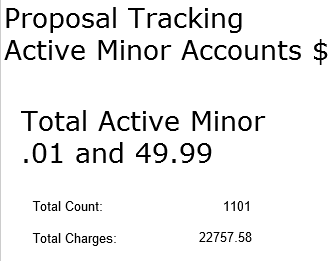 Proposal Tracking
Active Minor Accounts $
Total Active Minor
.01 and 49.99
Total Count: 1101
Total Charges: 22757.58